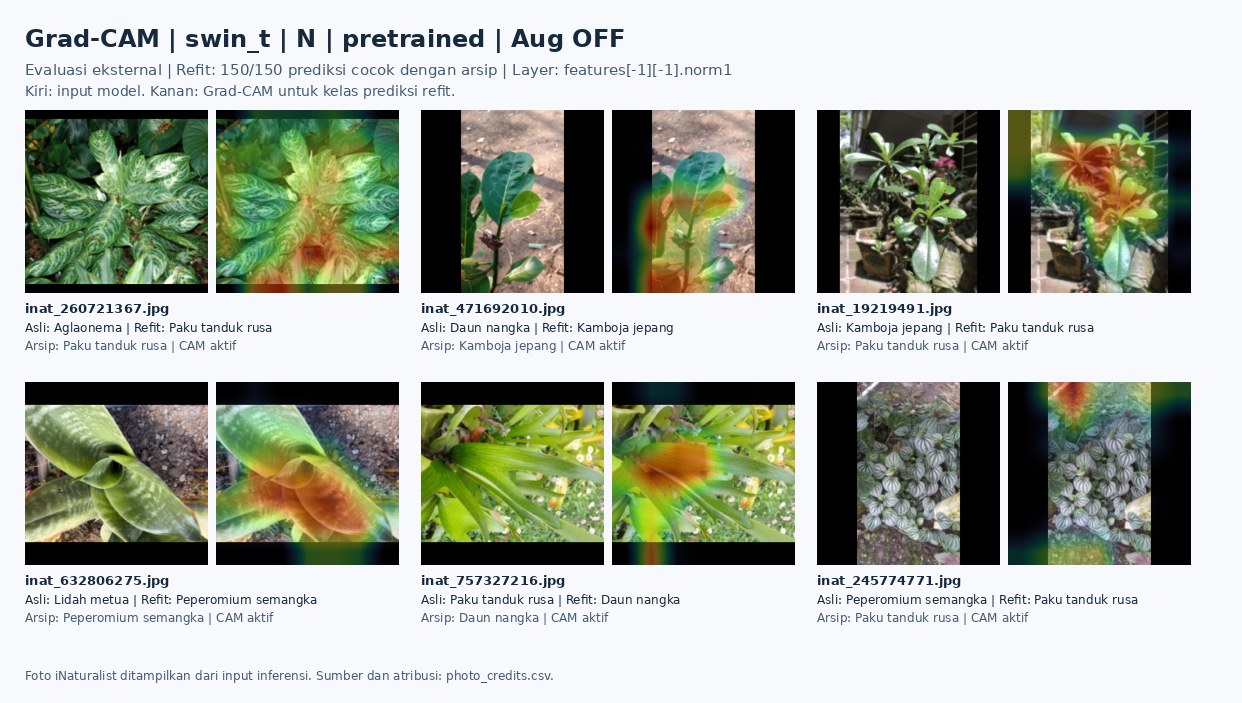 Grad-CAM | swin_t | N | pretrained | Aug OFF
Evaluasi eksternal | Refit: 150/150 prediksi cocok dengan arsip | Layer: features[-1][-1].norm1
Kiri: input model. Kanan: Grad-CAM untuk kelas prediksi refit.
inat_260721367.jpg
Asli: Aglaonema | Refit: Paku tanduk rusa
Arsip: Paku tanduk rusa | CAM aktif
inat_471692010.jpg
Asli: Daun nangka | Refit: Kamboja jepang
Arsip: Kamboja jepang | CAM aktif
inat_19219491.jpg
Asli: Kamboja jepang | Refit: Paku tanduk rusa
Arsip: Paku tanduk rusa | CAM aktif
inat_632806275.jpg
Asli: Lidah metua | Refit: Peperomium semangka
Arsip: Peperomium semangka | CAM aktif
inat_757327216.jpg
Asli: Paku tanduk rusa | Refit: Daun nangka
Arsip: Daun nangka | CAM aktif
inat_245774771.jpg
Asli: Peperomium semangka | Refit: Paku tanduk rusa
Arsip: Paku tanduk rusa | CAM aktif
Foto iNaturalist ditampilkan dari input inferensi. Sumber dan atribusi: photo_credits.csv.